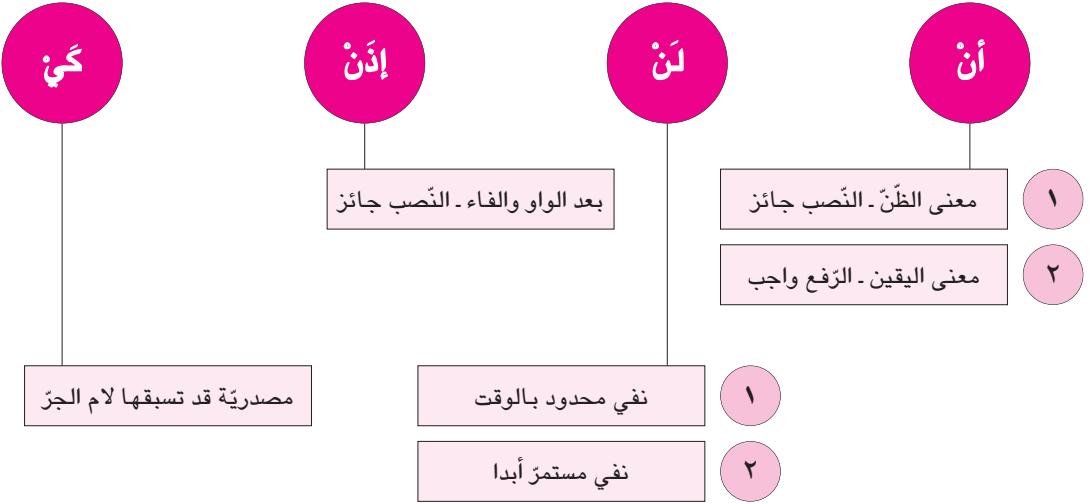 أنْ
لَنْ
إذَنْ
كَيْ
١ معنى الظّنّ ـ النّصب جائز
٢ معنى اليقين ـ الرّفع واجب
بعد الواو والفاء ـ النّصب جائز
١ نفي محدود بالوقت
٢ نفي مستمرّ أبدا
مصدريّة قد تسبقها لام الجرّ